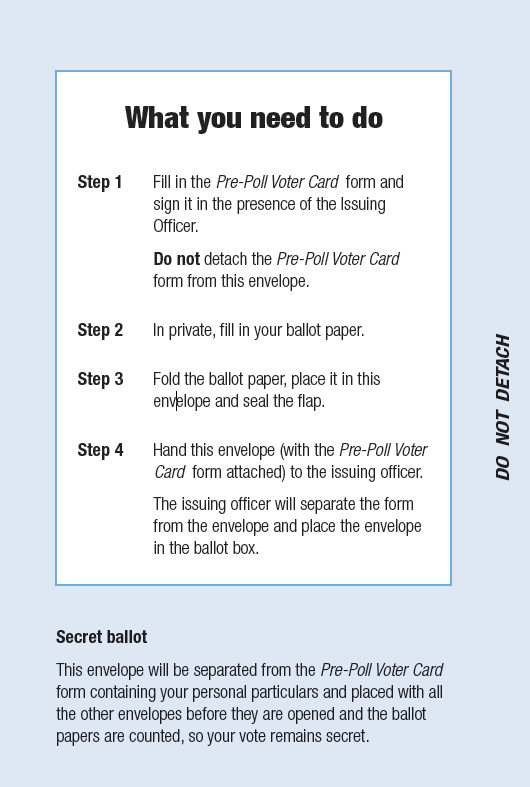 What you need to do
Step 1 Fill in the Pre-Poll Voter Card form and
sign it in the presence of the Issuing
Officer.
Do not detach the Pre-Poll Voter Card
form from this envelope.
Step 2 In private, fill in your ballot paper.
Step 3 Fold the ballot paper, place it in this
envelope and seal the flap.
Step 4 Hand this envelope (with the Pre-Poll Voter
Card form attached) to the issuing officer.
The issuing officer will separate the form
from the envelope and place the envelope
in the ballot box.
DO NOT DETACH
Secret ballot
This envelope will be separated from the Pre-Poll Voter Card
form containing your personal particulars and placed with all
the other envelopes before they are opened and the ballot
papers are counted, so your vote remains secret.